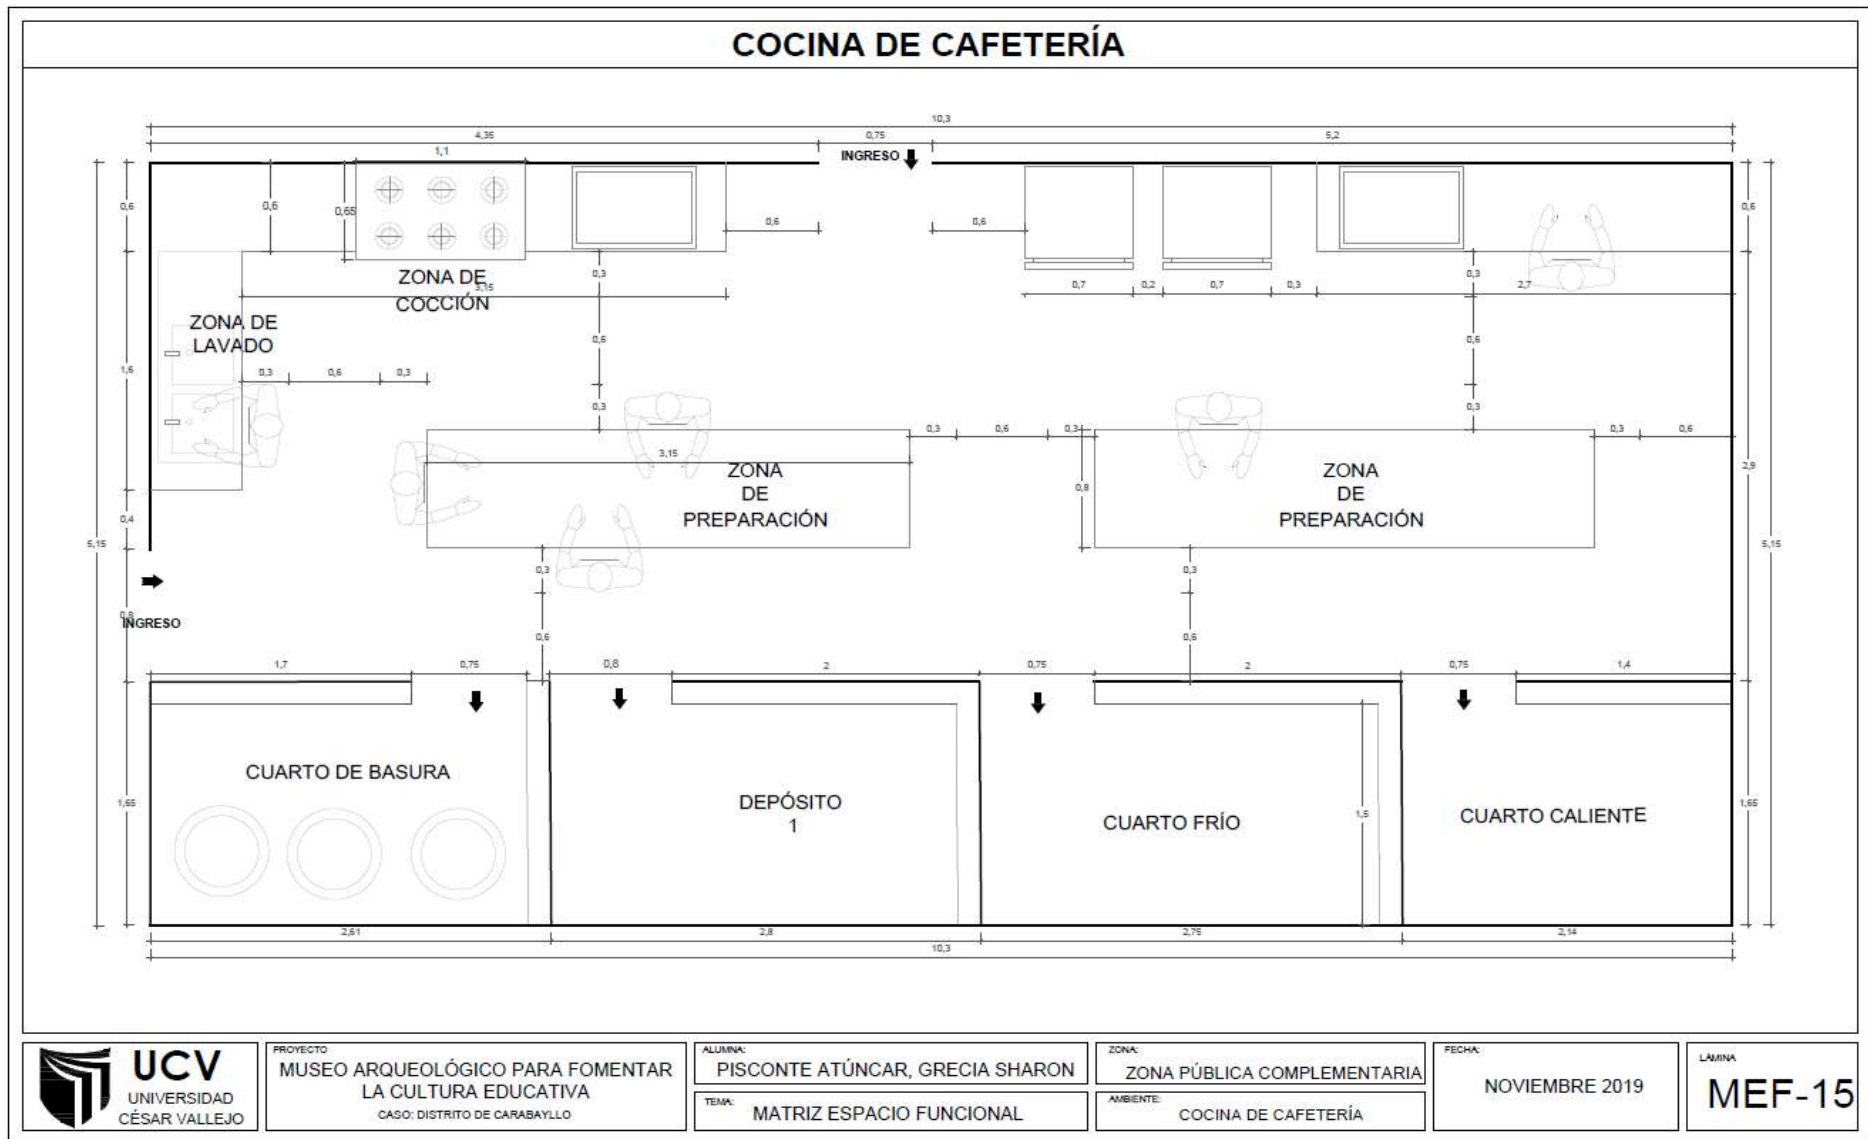 COCINA DE CAFETERÍA
10,3
4,35
0,75
5,2
INGRESO
1,1
0,6
0,6
0,65
0,6
0,6
0,6
ZONA DE
COCCIÓN
3,15
0,3
0,7
0,2
0,7
0,3
0,3
2,7
ZONA DE
LAVADO
0,6
0,6
1,6
0,3
0,6
0,3
0,3
0,3
0,3
0,6
0,3
0,3
0,6
3,15
ZONA
DE
PREPARACIÓN
0,8
ZONA
DE
PREPARACIÓN
2,9
0,4
5,15
5,15
0,3
0,3
0,8
INGRESO
0,6
0,6
1,7
0,75
0,8
2
0,75
2
0,75
1,4
CUARTO DE BASURA
DEPÓSITO
1
CUARTO FRÍO
CUARTO CALIENTE
1,65
1,5
1,65
2,61
2,8
2,75
2,14
10,3
UCV
UNIVERSIDAD
CÉSAR VALLEJO
PROYECTO
MUSEO ARQUEOLÓGICO PARA FOMENTAR
LA CULTURA EDUCATIVA
CASO: DISTRITO DE CARABAYLLO
ALUMNA:
PISCONTE ATÚNCAR, GRECIA SHARON
TEMA:
MATRIZ ESPACIO FUNCIONAL
ZONA:
ZONA PÚBLICA COMPLEMENTARIA
AMBIENTE:
COCINA DE CAFETERÍA
FECHA:
NOVIEMBRE 2019
LÁMINA
MEF-15